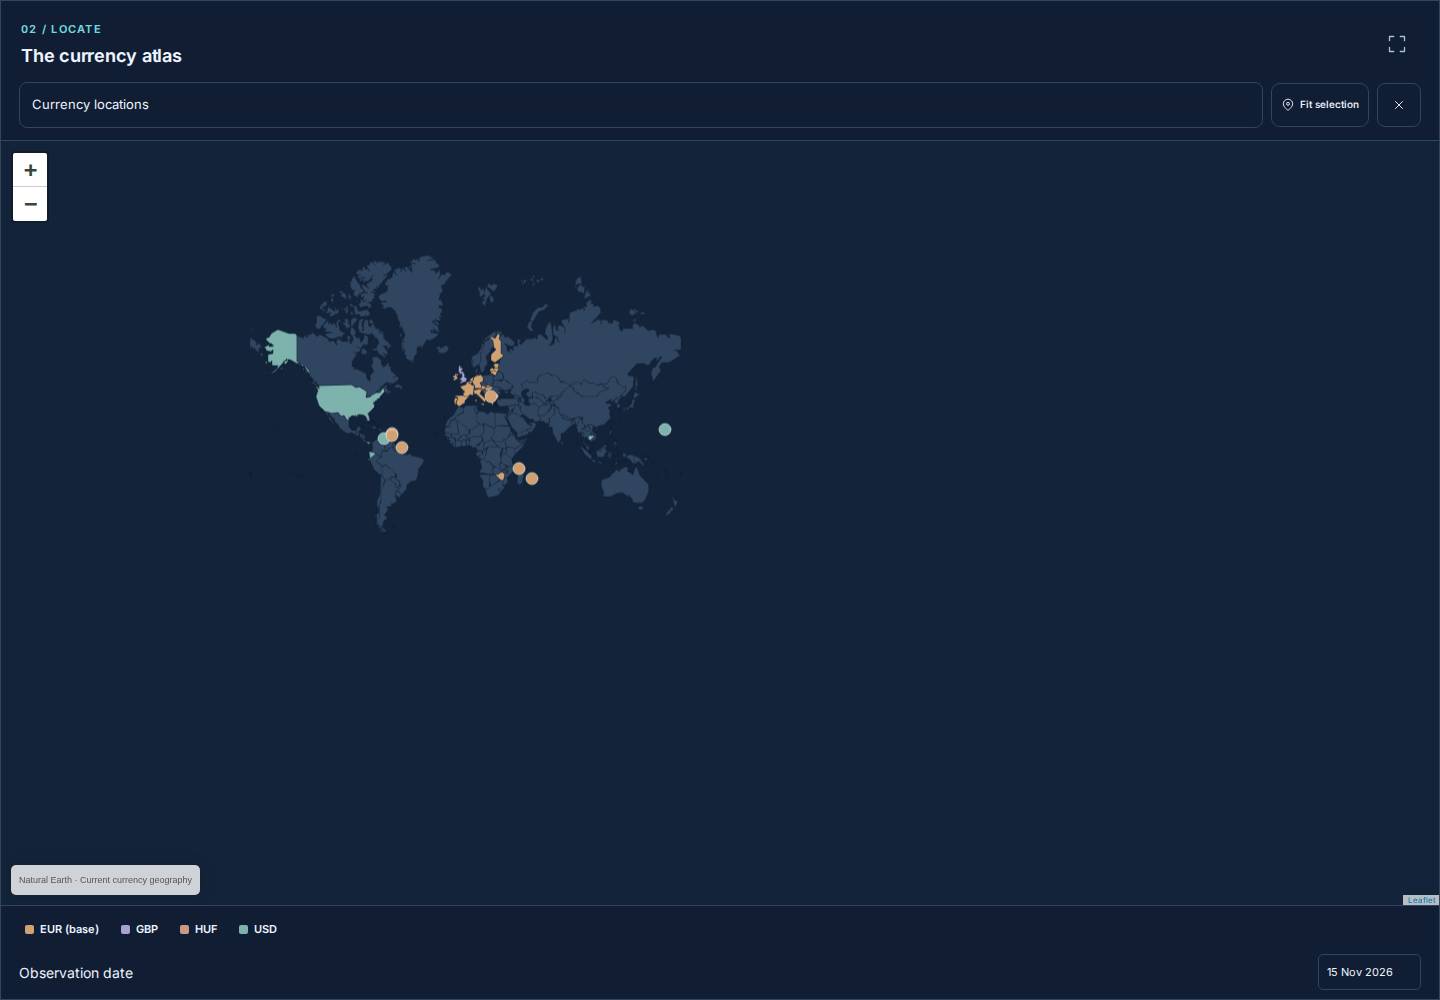 02 / LOCATE
The currency atlas
Currency locations
Fit selection
+
−
Natural Earth · Current currency geography
Leaflet
EUR (base)
GBP
HUF
USD
Observation date
15 Nov 2026